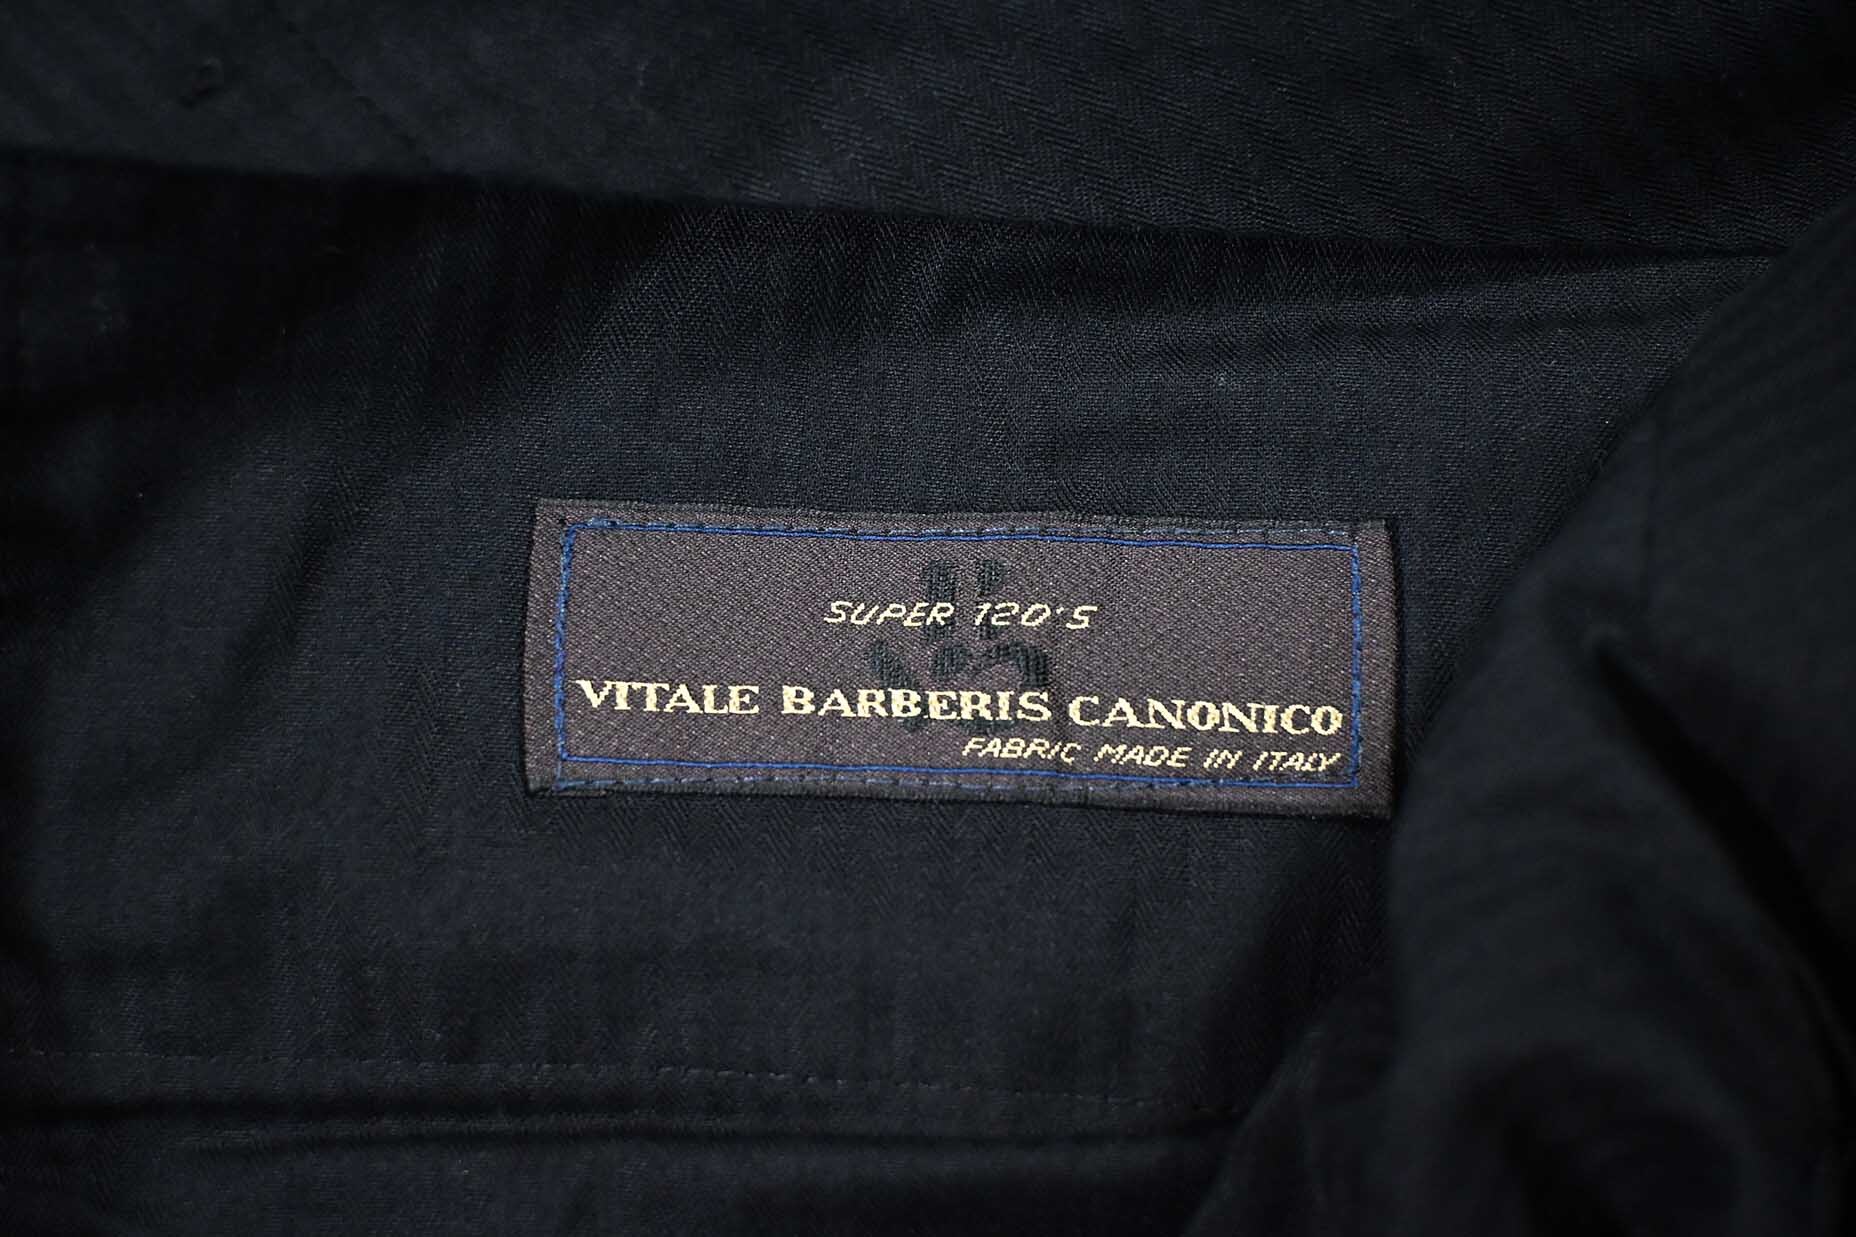 SUPER 120'S
VITALE BARBERIS CANONICO
FABRIC MADE IN ITALY